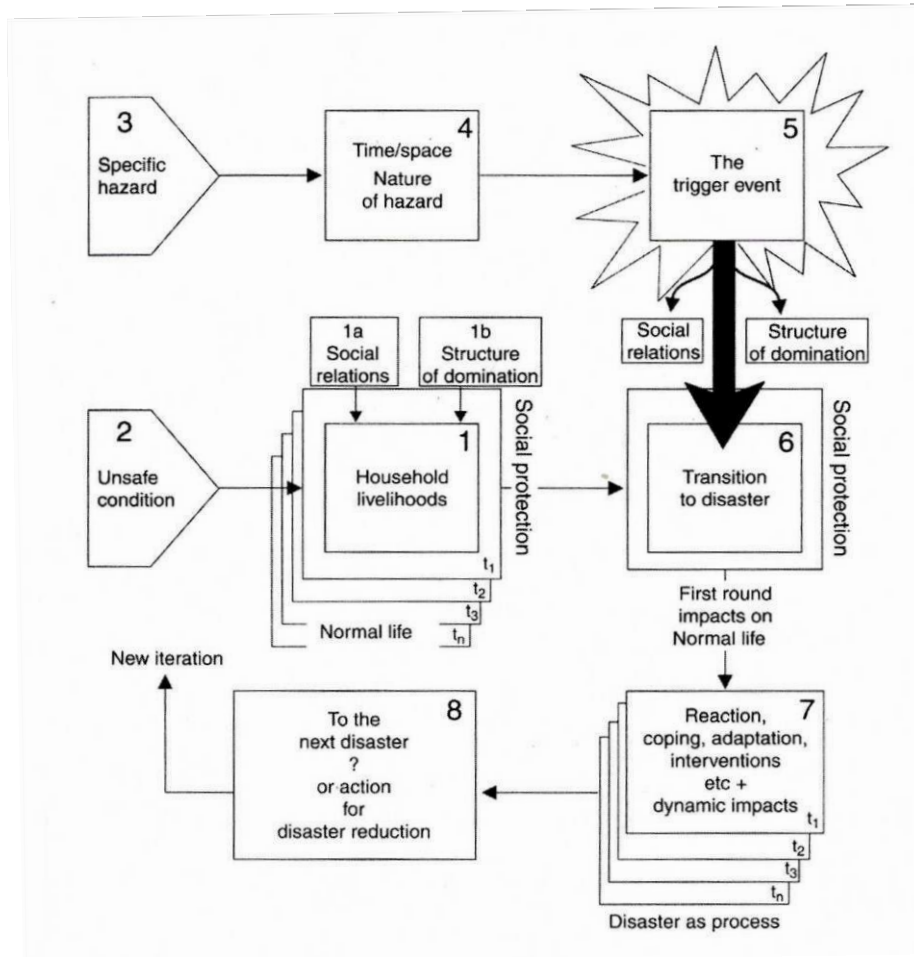 3
Specific
hazard
4
Time/space
Nature
of hazard
5
The
trigger event
Social
relations
Structure
of domination
1a
Social
relations
1b
Structure
of domination
2
Unsafe
condition
1
Household
livelihoods
Social protection
t1
t2
t3
tn
Normal life
6
Transition
to disaster
Social protection
First round
impacts on
Normal life
7
Reaction,
coping, adaptation,
interventions
etc +
dynamic impacts
t1
t2
t3
tn
Disaster as process
8
To the
next disaster
?
or action
for
disaster reduction
New iteration